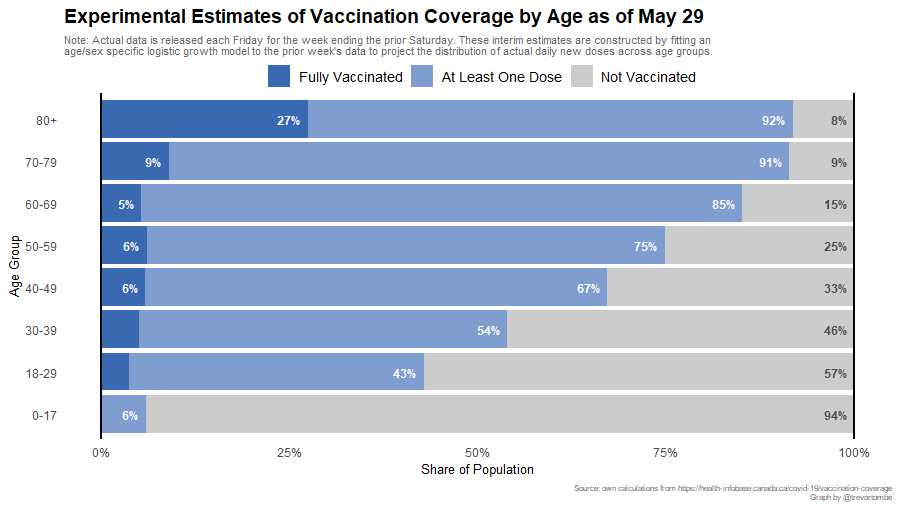 Experimental Estimates of Vaccination Coverage by Age as of May 29
Note: Actual data is released each Friday for the week ending the prior Saturday. These interim estimates are constructed by fitting an
age/sex specific logistic growth model to the prior week's data to project the distribution of actual daily new doses across age groups.
Fully Vaccinated At Least One Dose Not Vaccinated
80+ 27% 92% 8%
70-79 9% 91% 9%
60-69 5% 85% 15%
50-59 6% 75% 25%
40-49 6% 67% 33%
30-39 54% 46%
18-29 43% 57%
0-17 6% 94%
Age Group
0% 25% 50% 75% 100%
Share of Population
Source: own calculations from https://health-infobase.canada.ca/covid-19/vaccination-coverage
Graph by @trevortombe